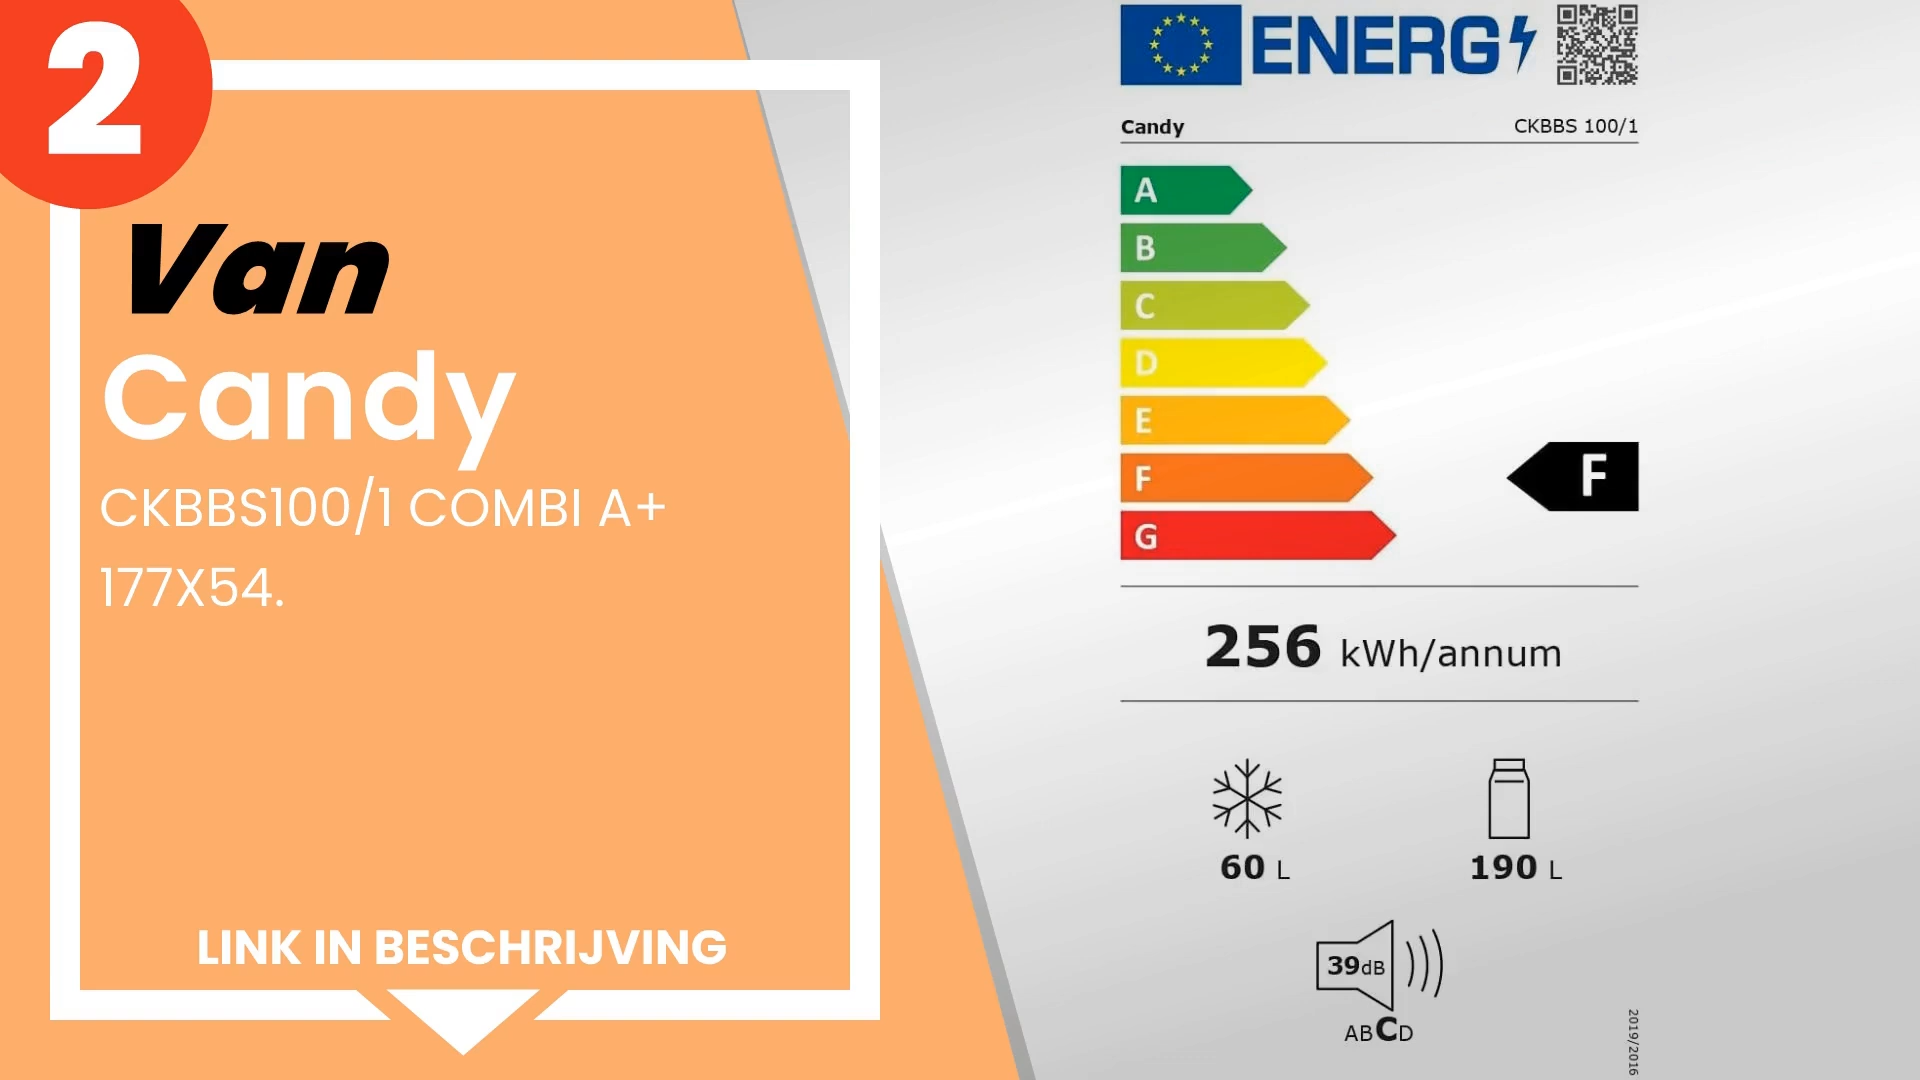 2
Van
Candy
CKBBS100/1 COMBI A+
177X54.
LINK IN BESCHRIJVING
ENERG
Candy
CKBBS 100/1
A
B
C
D
E
F
F
G
256 kWh/annum
60 L
190 L
39dB
ABCD
2019/2016